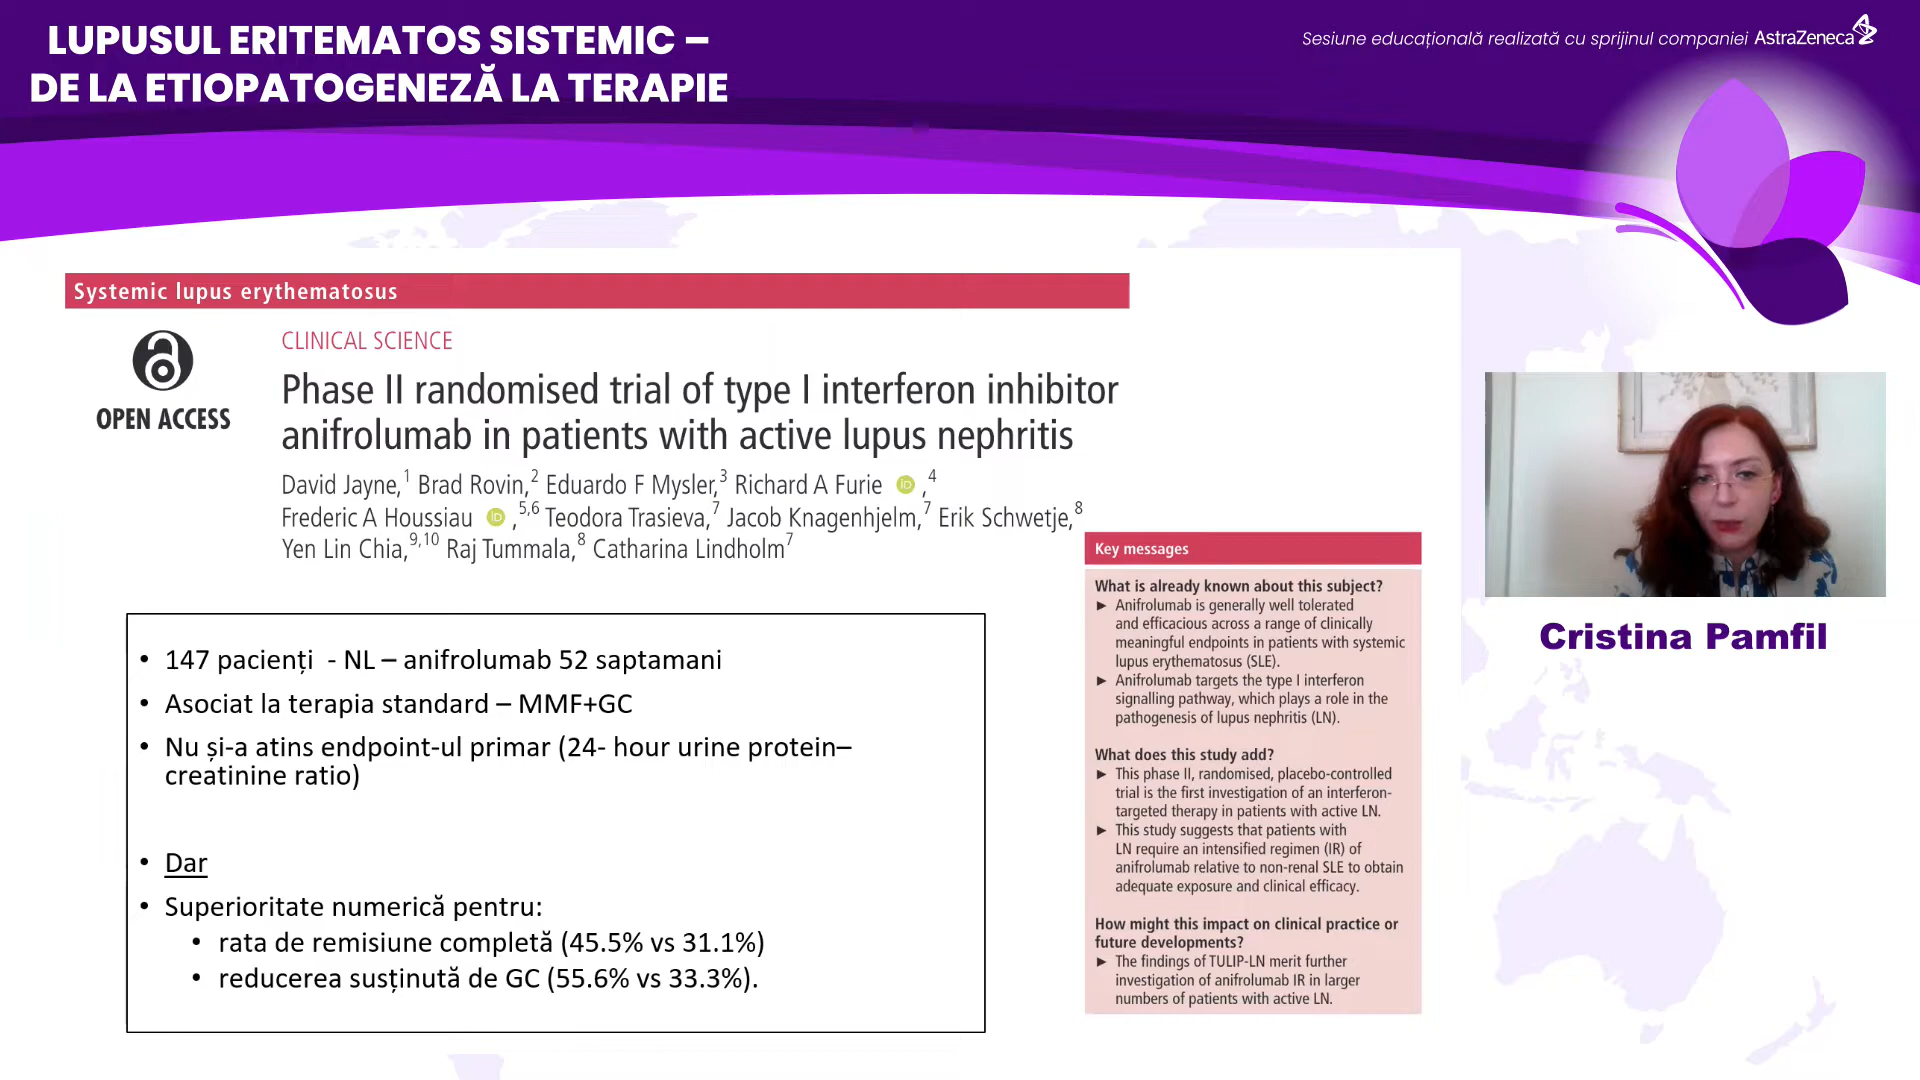 LUPUSUL ERITEMATOS SISTEMIC –
DE LA ETIOPATOGENEZĂ LA TERAPIE
Sesiune educațională realizată cu sprijinul companiei AstraZeneca
Systemic lupus erythematosus
OPEN ACCESS
CLINICAL SCIENCE
Phase II randomised trial of type I interferon inhibitor
anifrolumab in patients with active lupus nephritis
David Jayne,1 Brad Rovin,2 Eduardo F Mysler,3 Richard A Furie iD ,4
Frederic A Houssiau iD ,5,6 Teodora Trasieva,7 Jacob Knagenhjelm,7 Erik Schwetje,8
Yen Lin Chia,9,10 Raj Tummala,8 Catharina Lindholm7
• 147 pacienți - NL – anifrolumab 52 saptamani
• Asociat la terapia standard – MMF+GC
• Nu și-a atins endpoint-ul primar (24- hour urine protein–
creatinine ratio)
• Dar
• Superioritate numerică pentru:
• rata de remisiune completă (45.5% vs 31.1%)
• reducerea susținută de GC (55.6% vs 33.3%).
Key messages
What is already known about this subject?
► Anifrolumab is generally well tolerated
and efficacious across a range of clinically
meaningful endpoints in patients with systemic
lupus erythematosus (SLE).
► Anifrolumab targets the type I interferon
signalling pathway, which plays a role in the
pathogenesis of lupus nephritis (LN).
What does this study add?
► This phase II, randomised, placebo-controlled
trial is the first investigation of an interferon-
targeted therapy in patients with active LN.
► This study suggests that patients with
LN require an intensified regimen (IR) of
anifrolumab relative to non-renal SLE to obtain
adequate exposure and clinical efficacy.
How might this impact on clinical practice or
future developments?
► The findings of TULIP-LN merit further
investigation of anifrolumab IR in larger
numbers of patients with active LN.
Cristina Pamfil